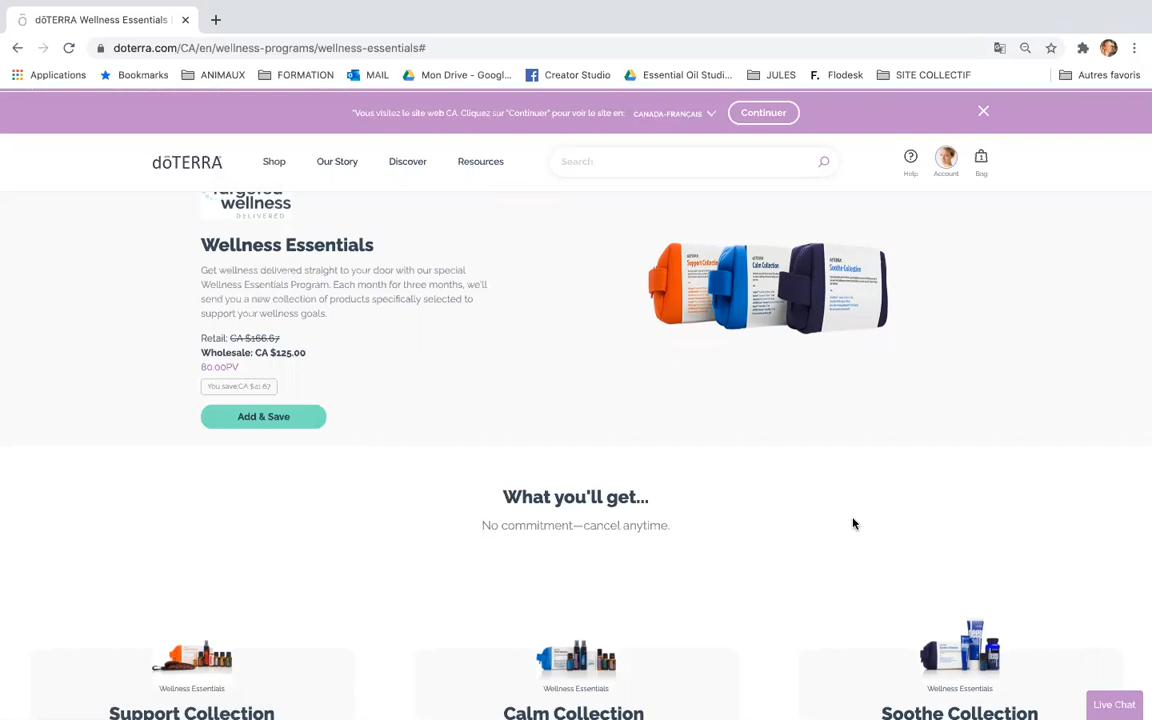 dōTERRA Wellness Essentials
doterra.com/CA/en/wellness-programs/wellness-essentials#
Applications
Bookmarks
ANIMAUX
FORMATION
MAIL
Mon Drive - Googl...
Creator Studio
Essential Oil Studi...
JULES
Flodesk
SITE COLLECTIF
Autres favoris
"Vous visitez le site web CA. Cliquez sur "Continuer" pour voir le site en:
CANADA-FRANÇAIS
Continuer
dōTERRA
Shop
Our Story
Discover
Resources
Search
Help
Account
1
Bag
Targeted
wellness
DELIVERED
Wellness Essentials
Get wellness delivered straight to your door with our special
Wellness Essentials Program. Each month for three months, we'll
send you a new collection of products specifically selected to
support your wellness goals.
Retail: CA $166.67
Wholesale: CA $125.00
80.00PV
You save:CA $41.67
Add & Save
Support Collection
Calm Collection
Soothe Collection
What you'll get...
No commitment—cancel anytime.
Wellness Essentials
Wellness Essentials
Wellness Essentials
Support Collection
Calm Collection
Soothe Collection
Live Chat